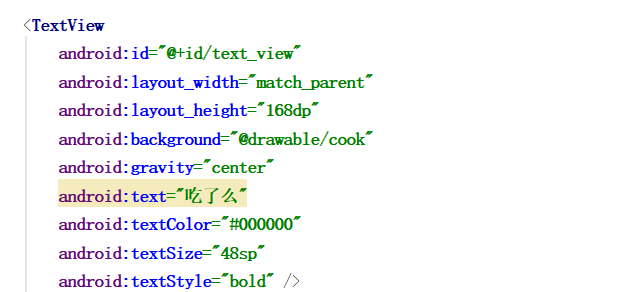 <TextView
android:id="@+id/text_view"
android:layout_width="match_parent"
android:layout_height="168dp"
android:background="@drawable/cook"
android:gravity="center"
android:text="吃了么"
android:textColor="#000000"
android:textSize="48sp"
android:textStyle="bold" />